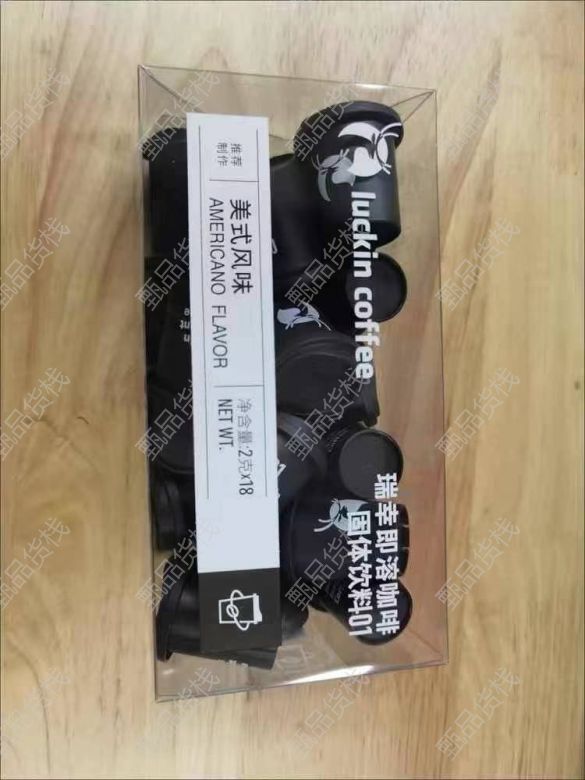 luckin coffee
瑞幸即溶咖啡
固体饮料01
推荐
制作
美式风味
AMERICANO FLAVOR
净含量:2克x18
NET WT.
甄品货栈